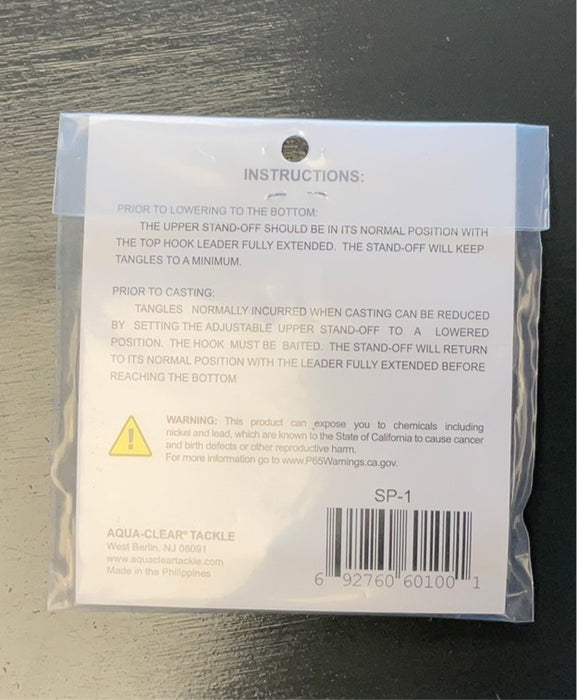 INSTRUCTIONS:
PRIOR TO LOWERING TO THE BOTTOM:
THE UPPER STAND-OFF SHOULD BE IN ITS NORMAL POSITION WITH
THE TOP HOOK LEADER FULLY EXTENDED. THE STAND-OFF WILL KEEP
TANGLES TO A MINIMUM.
PRIOR TO CASTING:
TANGLES NORMALLY INCURRED WHEN CASTING CAN BE REDUCED
BY SETTING THE ADJUSTABLE UPPER STAND-OFF TO A LOWERED
POSITION. THE HOOK MUST BE BAITED. THE STAND-OFF WILL RETURN
TO ITS NORMAL POSITION WITH THE LEADER FULLY EXTENDED BEFORE
REACHING THE BOTTOM
WARNING: This product can expose you to chemicals including
nickel and lead, which are known to the State of California to cause cancer
and birth defects or other reproductive harm.
For more information go to www.P65Warnings.ca.gov.
SP-1
AQUA-CLEAR® TACKLE
West Berlin, NJ 08091
www.aquacleartackle.com
Made in the Philippines
6 92760 60100 1